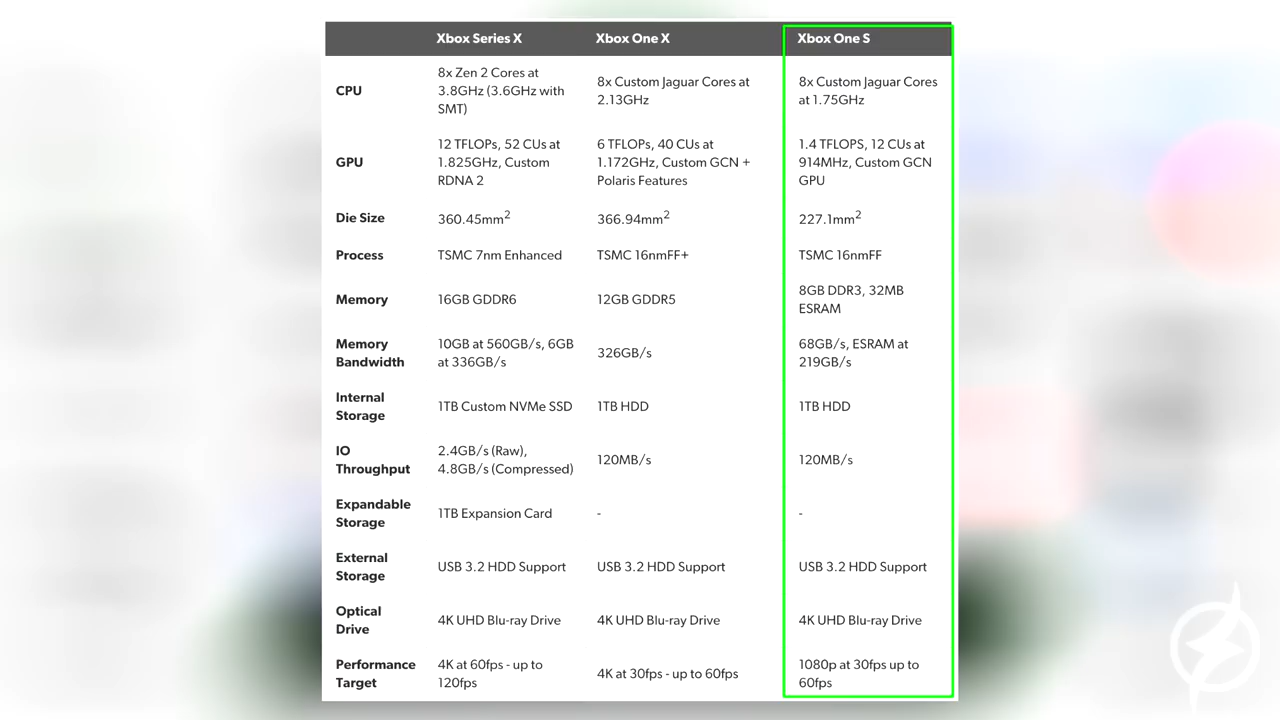 Xbox Series X Xbox One X Xbox One S
CPU
8x Zen 2 Cores at
3.8GHz (3.6GHz with
SMT)
8x Custom Jaguar Cores at
2.13GHz
8x Custom Jaguar Cores
at 1.75GHz
GPU
12 TFLOPs, 52 CUs at
1.825GHz, Custom
RDNA 2
6 TFLOPs, 40 CUs at
1.172GHz, Custom GCN +
Polaris Features
1.4 TFLOPS, 12 CUs at
914MHz, Custom GCN
GPU
Die Size
360.45mm²
366.94mm²
227.1mm²
Process
TSMC 7nm Enhanced
TSMC 16nmFF+
TSMC 16nmFF
Memory
16GB GDDR6
12GB GDDR5
8GB DDR3, 32MB
ESRAM
Memory
Bandwidth
10GB at 560GB/s, 6GB
at 336GB/s
326GB/s
68GB/s, ESRAM at
219GB/s
Internal
Storage
1TB Custom NVMe SSD
1TB HDD
1TB HDD
IO
Throughput
2.4GB/s (Raw),
4.8GB/s (Compressed)
120MB/s
120MB/s
Expandable
Storage
1TB Expansion Card
-
-
External
Storage
USB 3.2 HDD Support
USB 3.2 HDD Support
USB 3.2 HDD Support
Optical
Drive
4K UHD Blu-ray Drive
4K UHD Blu-ray Drive
4K UHD Blu-ray Drive
Performance
Target
4K at 60fps - up to
120fps
4K at 30fps - up to 60fps
1080p at 30fps up to
60fps